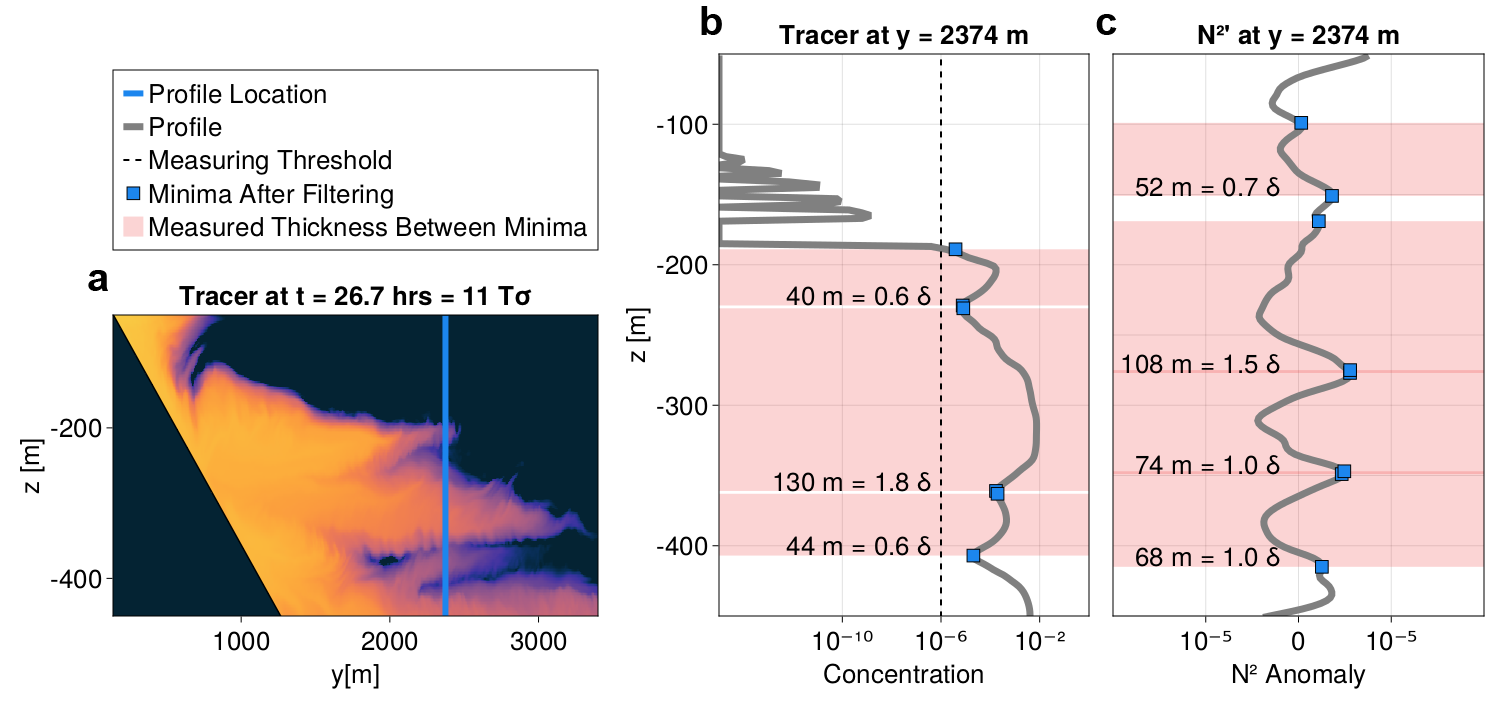 Profile Location
Profile
Measuring Threshold
Minima After Filtering
Measured Thickness Between Minima
a
Tracer at t = 26.7 hrs = 11 Tσ
z [m]
-200
-400
1000
2000
3000
y[m]
b
Tracer at y = 2374 m
z [m]
-100
-200
-300
-400
40 m = 0.6 δ
130 m = 1.8 δ
44 m = 0.6 δ
10⁻¹⁰
10⁻⁶
10⁻²
Concentration
c
N²' at y = 2374 m
52 m = 0.7 δ
108 m = 1.5 δ
74 m = 1.0 δ
68 m = 1.0 δ
10⁻⁵
0
10⁻⁵
N² Anomaly